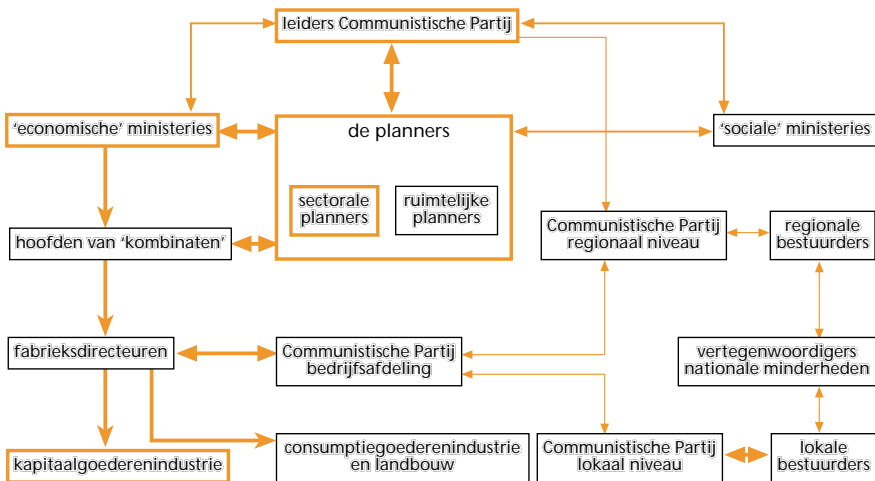 leiders Communistische Partij
'economische' ministeries
de planners
'sociale' ministeries
sectorale
planners
ruimtelijke
planners
hoofden van 'kombinaten'
Communistische Partij
regionaal niveau
regionale
bestuurders
fabrieksdirecteuren
Communistische Partij
bedrijfsafdeling
vertegenwoordigers
nationale minderheden
kapitaalgoederenindustrie
consumptiegoederenindustrie
en landbouw
Communistische Partij
lokaal niveau
lokale
bestuurders